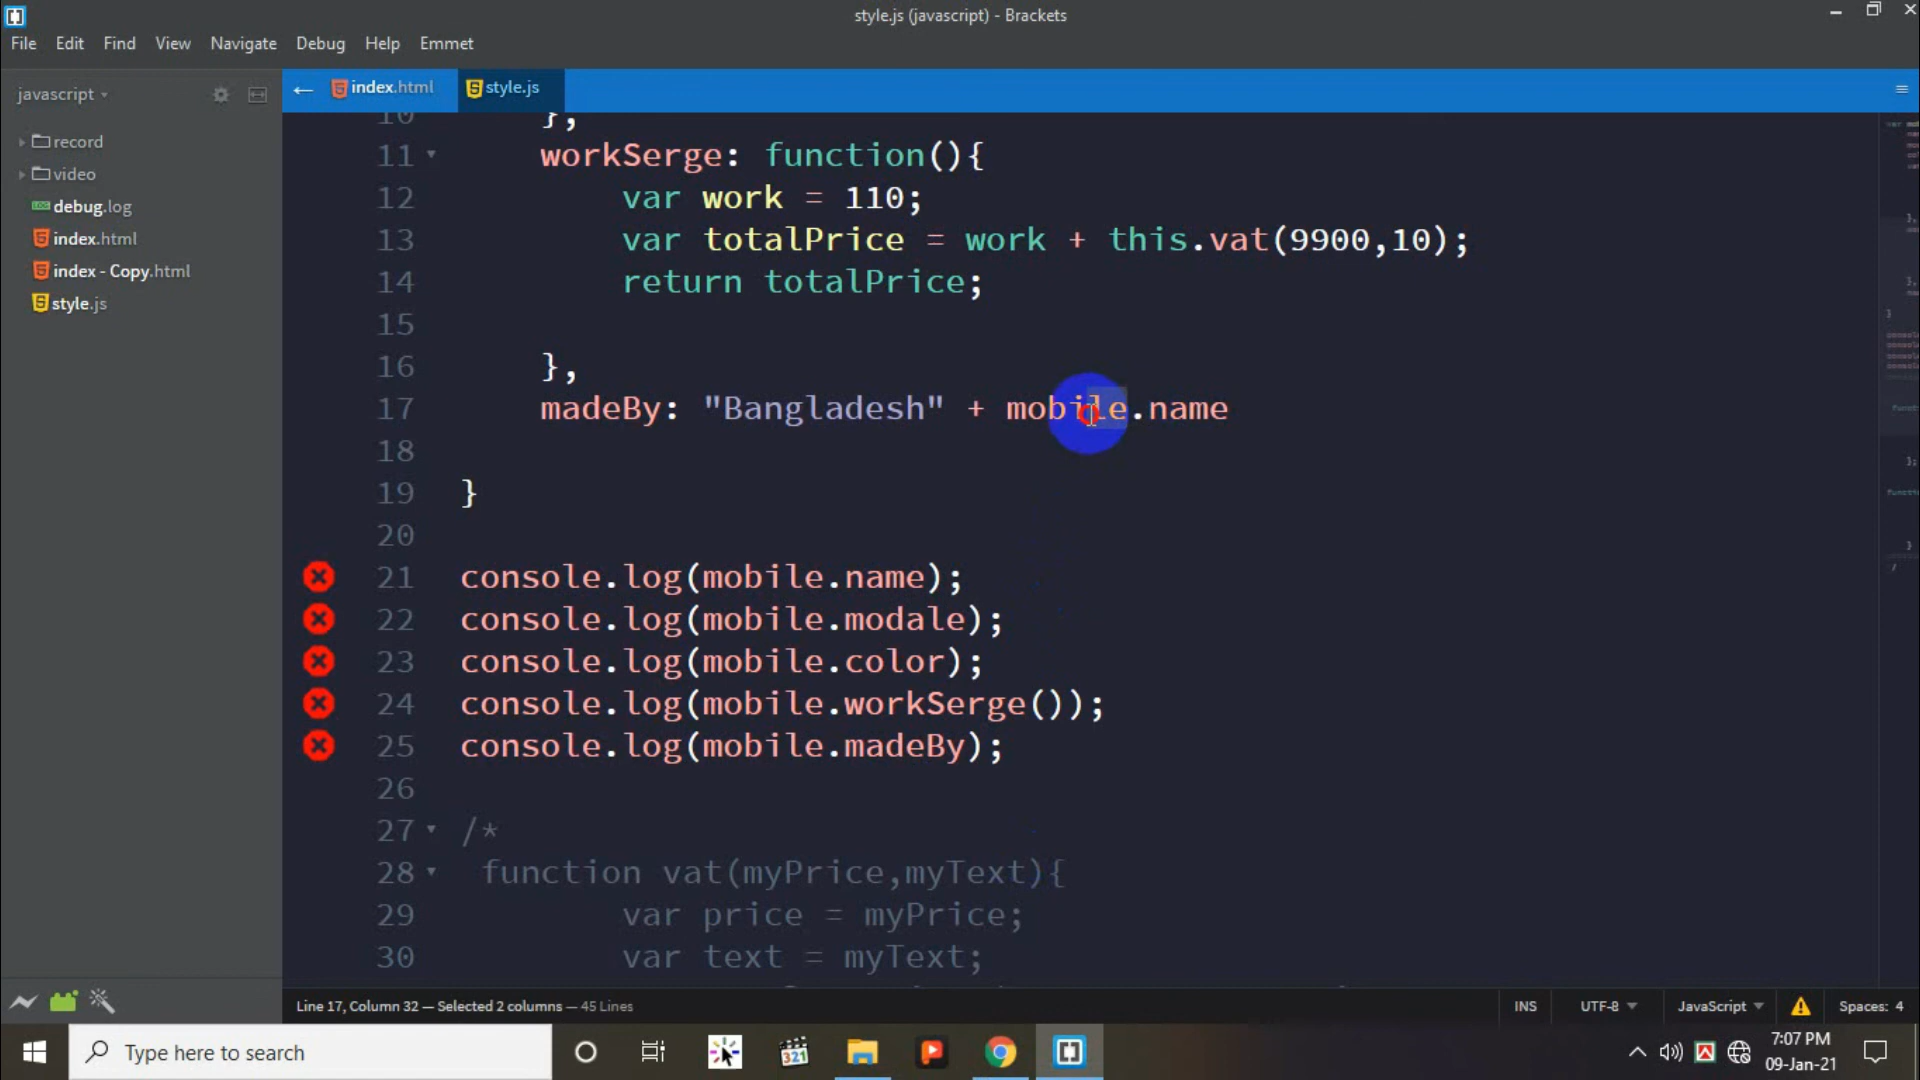 style.js (javascript) - Brackets
File Edit Find View Navigate Debug Help Emmet
javascript
record
video
debug.log
index.html
index - Copy.html
style.js
← index.html style.js
10 },
11 workSerge: function(){
12 var work = 110;
13 var totalPrice = work + this.vat(9900,10);
14 return totalPrice;
15
16 },
17 madeBy: "Bangladesh" + mobile.name
18
19 }
20
21 console.log(mobile.name);
22 console.log(mobile.modale);
23 console.log(mobile.color);
24 console.log(mobile.workSerge());
25 console.log(mobile.madeBy);
26
27 /*
28 function vat(myPrice,myText){
29 var price = myPrice;
30 var text = myText;
Line 17, Column 32 — Selected 2 columns — 45 Lines
INS UTF-8 JavaScript Spaces: 4
Type here to search
321
7:07 PM
09-Jan-21